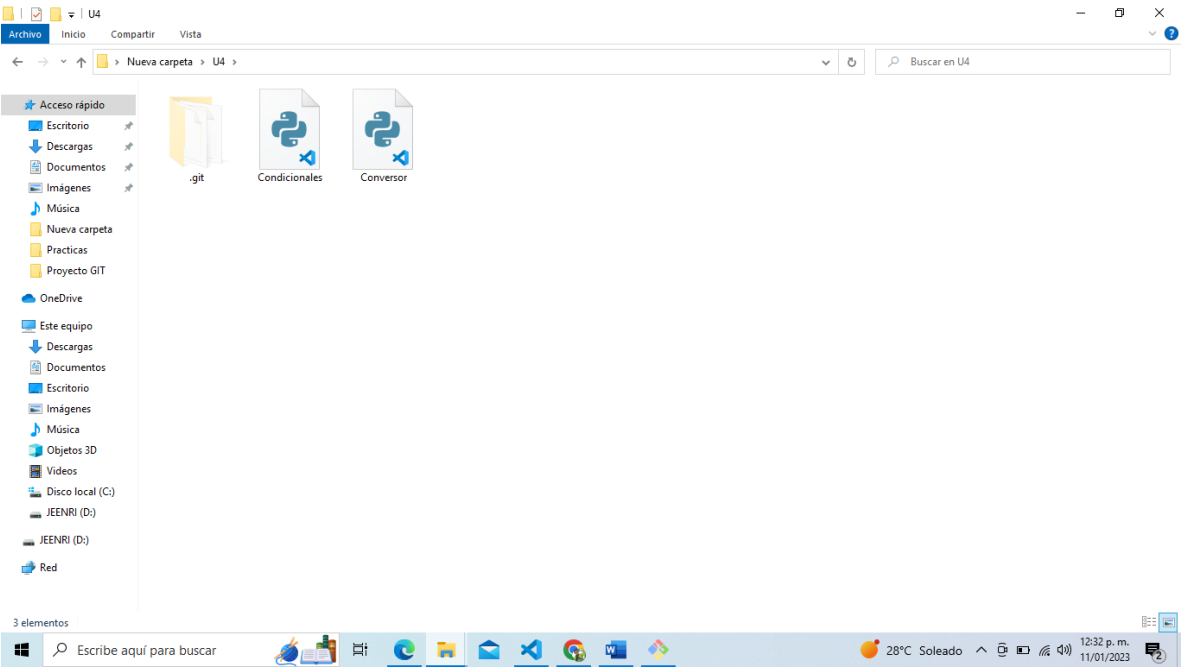 U4
Archivo Inicio Compartir Vista
Nueva carpeta U4
Buscar en U4
Acceso rápido
Escritorio
Descargas
Documentos
Imágenes
Música
Nueva carpeta
Practicas
Proyecto GIT
OneDrive
Este equipo
Descargas
Documentos
Escritorio
Imágenes
Música
Objetos 3D
Videos
Disco local (C:)
JEENRI (D:)
JEENRI (D:)
Red
.git
Condicionales
Conversor
3 elementos
Escribe aquí para buscar
28°C Soleado
12:32 p. m.
11/01/2023
2